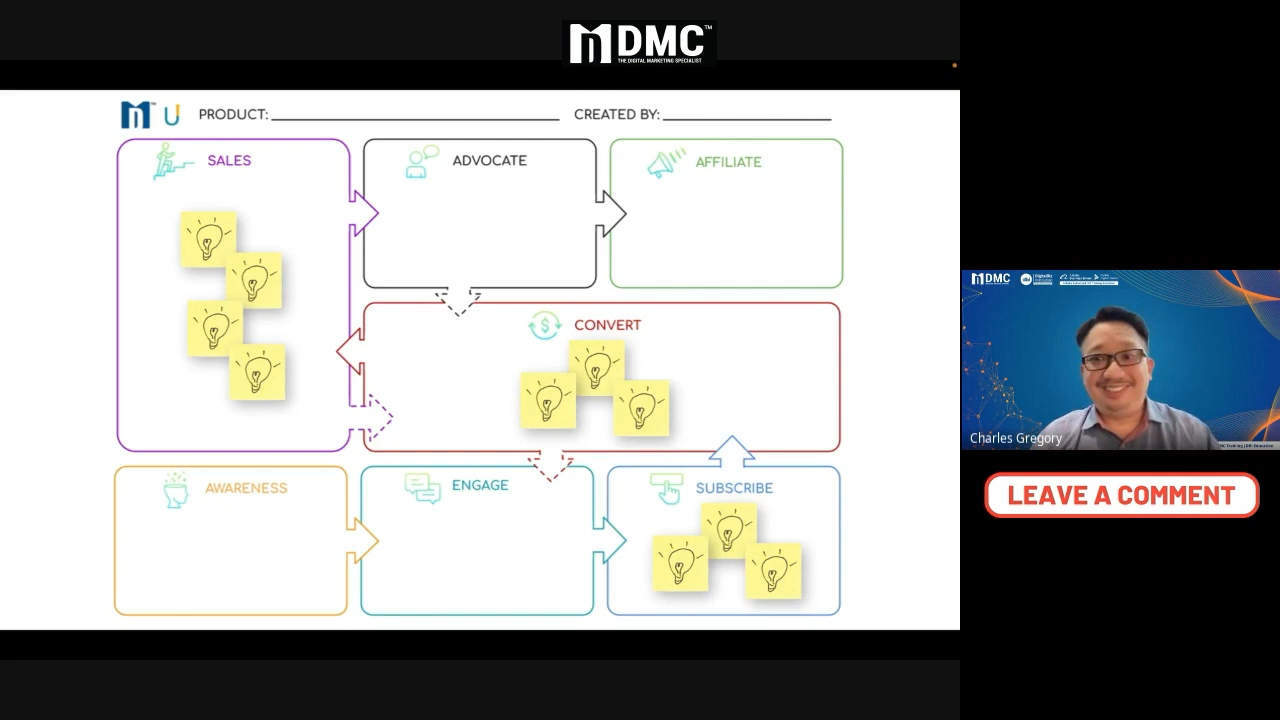 DMC™
THE DIGITAL MARKETING SPECIALIST
U PRODUCT: CREATED BY:
SALES
ADVOCATE
AFFILIATE
CONVERT
AWARENESS
ENGAGE
SUBSCRIBE
DMC
Charles Gregory
LEAVE A COMMENT